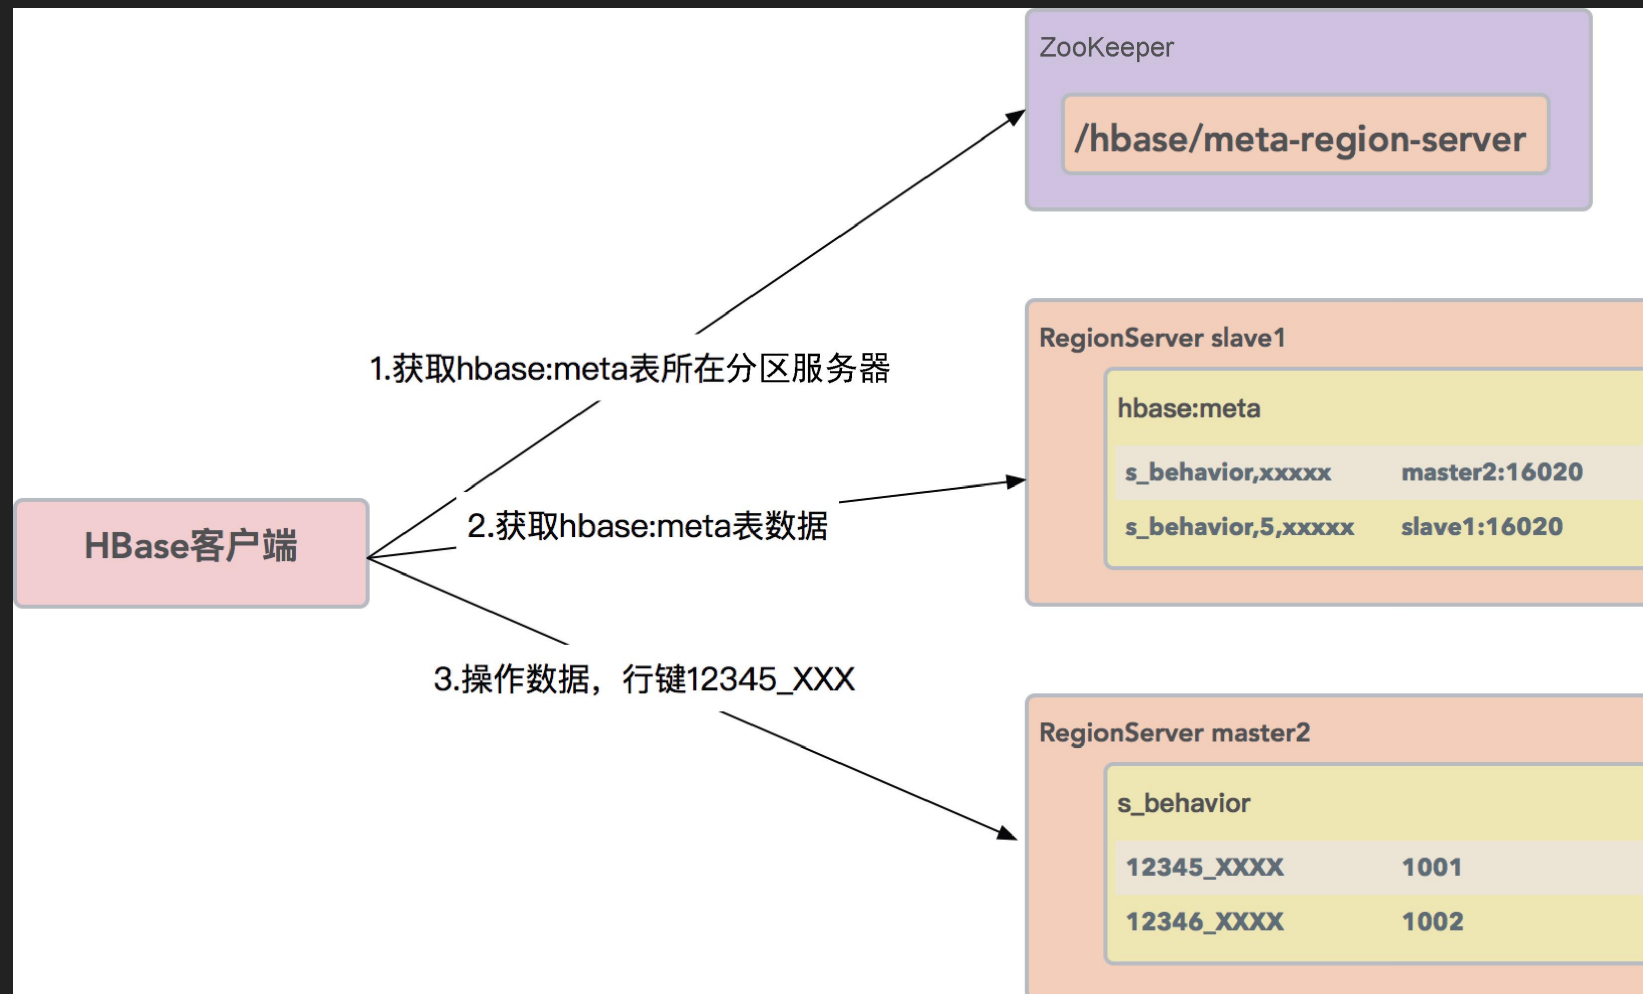 ZooKeeper
/hbase/meta-region-server
1.获取hbase:meta表所在分区服务器
RegionServer slave1
hbase:meta
s_behavior,xxxxx master2:16020
s_behavior,5,xxxxx slave1:16020
2.获取hbase:meta表数据
HBase客户端
3.操作数据，行键12345_XXX
RegionServer master2
s_behavior
12345_XXXX 1001
12346_XXXX 1002